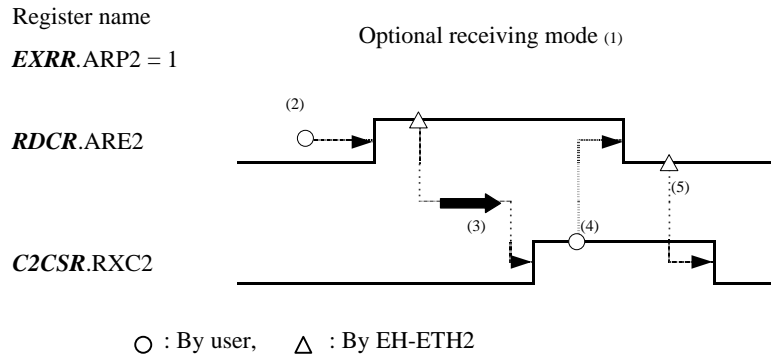 Register name
Optional receiving mode (1)
EXRR.ARP2 = 1
(2)
RDCR.ARE2
(5)
(3)
(4)
C2CSR.RXC2
: By user, : By EH-ETH2